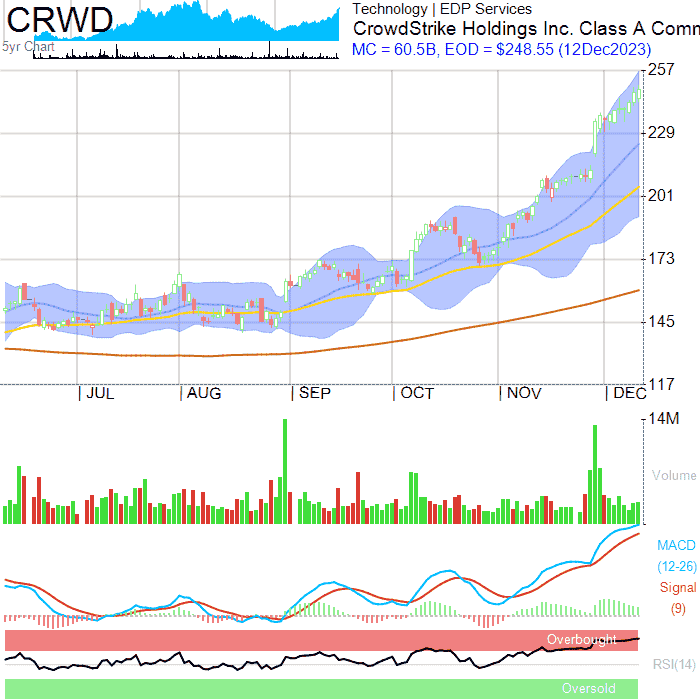 CRWD
5yr Chart
Technology | EDP Services
CrowdStrike Holdings Inc. Class A Comm
MC = 60.5B, EOD = $248.55 (12Dec2023)
257
229
201
173
145
117
JUL
AUG
SEP
OCT
NOV
DEC
14M
Volume
MACD
(12-26)
Signal
(9)
Overbought
RSI(14)
Oversold